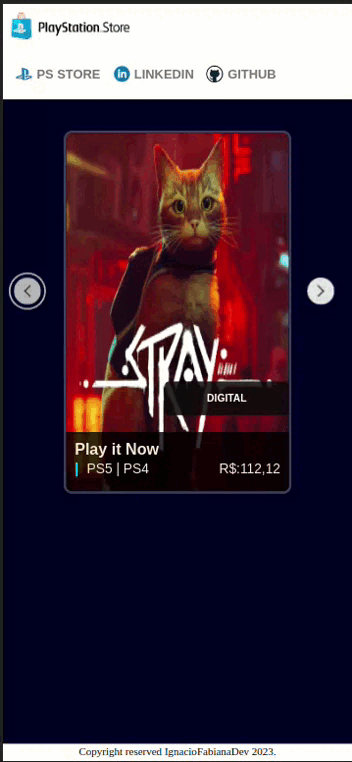 PlayStation.Store
PS STORE LINKEDIN GITHUB
STRAY
DIGITAL
Play it Now
PS5 | PS4 R$:112,12
Copyright reserved IgnacioFabianaDev 2023.